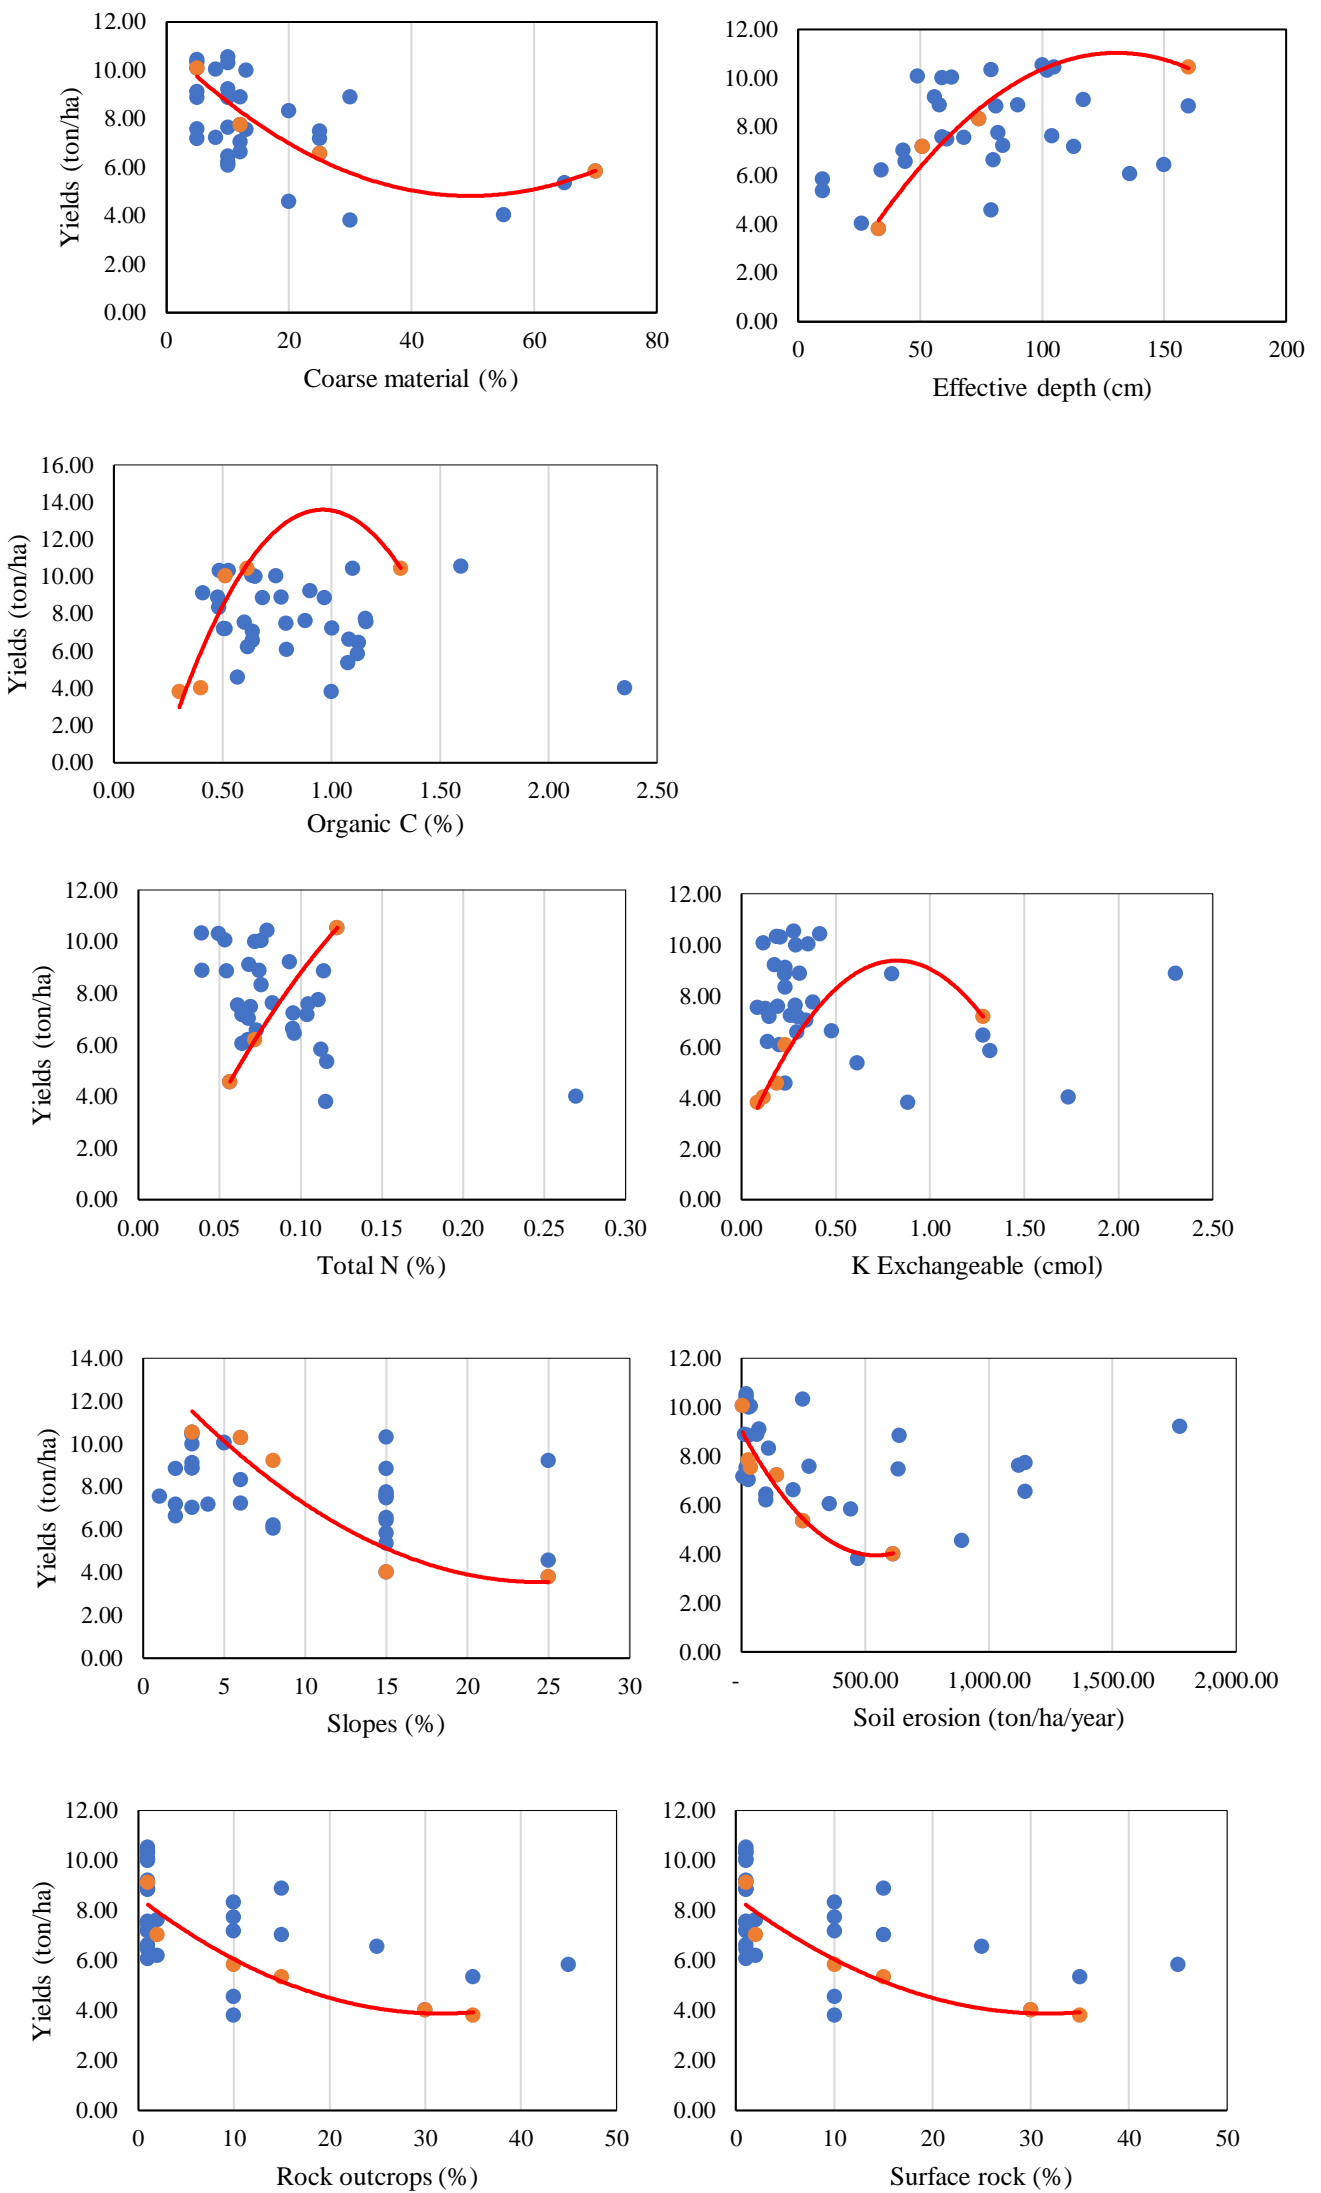 12.00
10.00
8.00
6.00
4.00
2.00
0.00
Yields (ton/ha)
0 20 40 60 80
Coarse material (%)
12.00
10.00
8.00
6.00
4.00
2.00
0.00
0 50 100 150 200
Effective depth (cm)
16.00
14.00
12.00
10.00
8.00
6.00
4.00
2.00
0.00
Yields (ton/ha)
0.00 0.50 1.00 1.50 2.00 2.50
Organic C (%)
12.00
10.00
8.00
6.00
4.00
2.00
0.00
Yields (ton/ha)
0.00 0.05 0.10 0.15 0.20 0.25 0.30
Total N (%)
12.00
10.00
8.00
6.00
4.00
2.00
0.00
0.00 0.50 1.00 1.50 2.00 2.50
K Exchangeable (cmol)
14.00
12.00
10.00
8.00
6.00
4.00
2.00
0.00
Yields (ton/ha)
0 5 10 15 20 25 30
Slopes (%)
12.00
10.00
8.00
6.00
4.00
2.00
0.00
- 500.00 1,000.00 1,500.00 2,000.00
Soil erosion (ton/ha/year)
12.00
10.00
8.00
6.00
4.00
2.00
0.00
Yields (ton/ha)
0 10 20 30 40 50
Rock outcrops (%)
12.00
10.00
8.00
6.00
4.00
2.00
0.00
0 10 20 30 40 50
Surface rock (%)